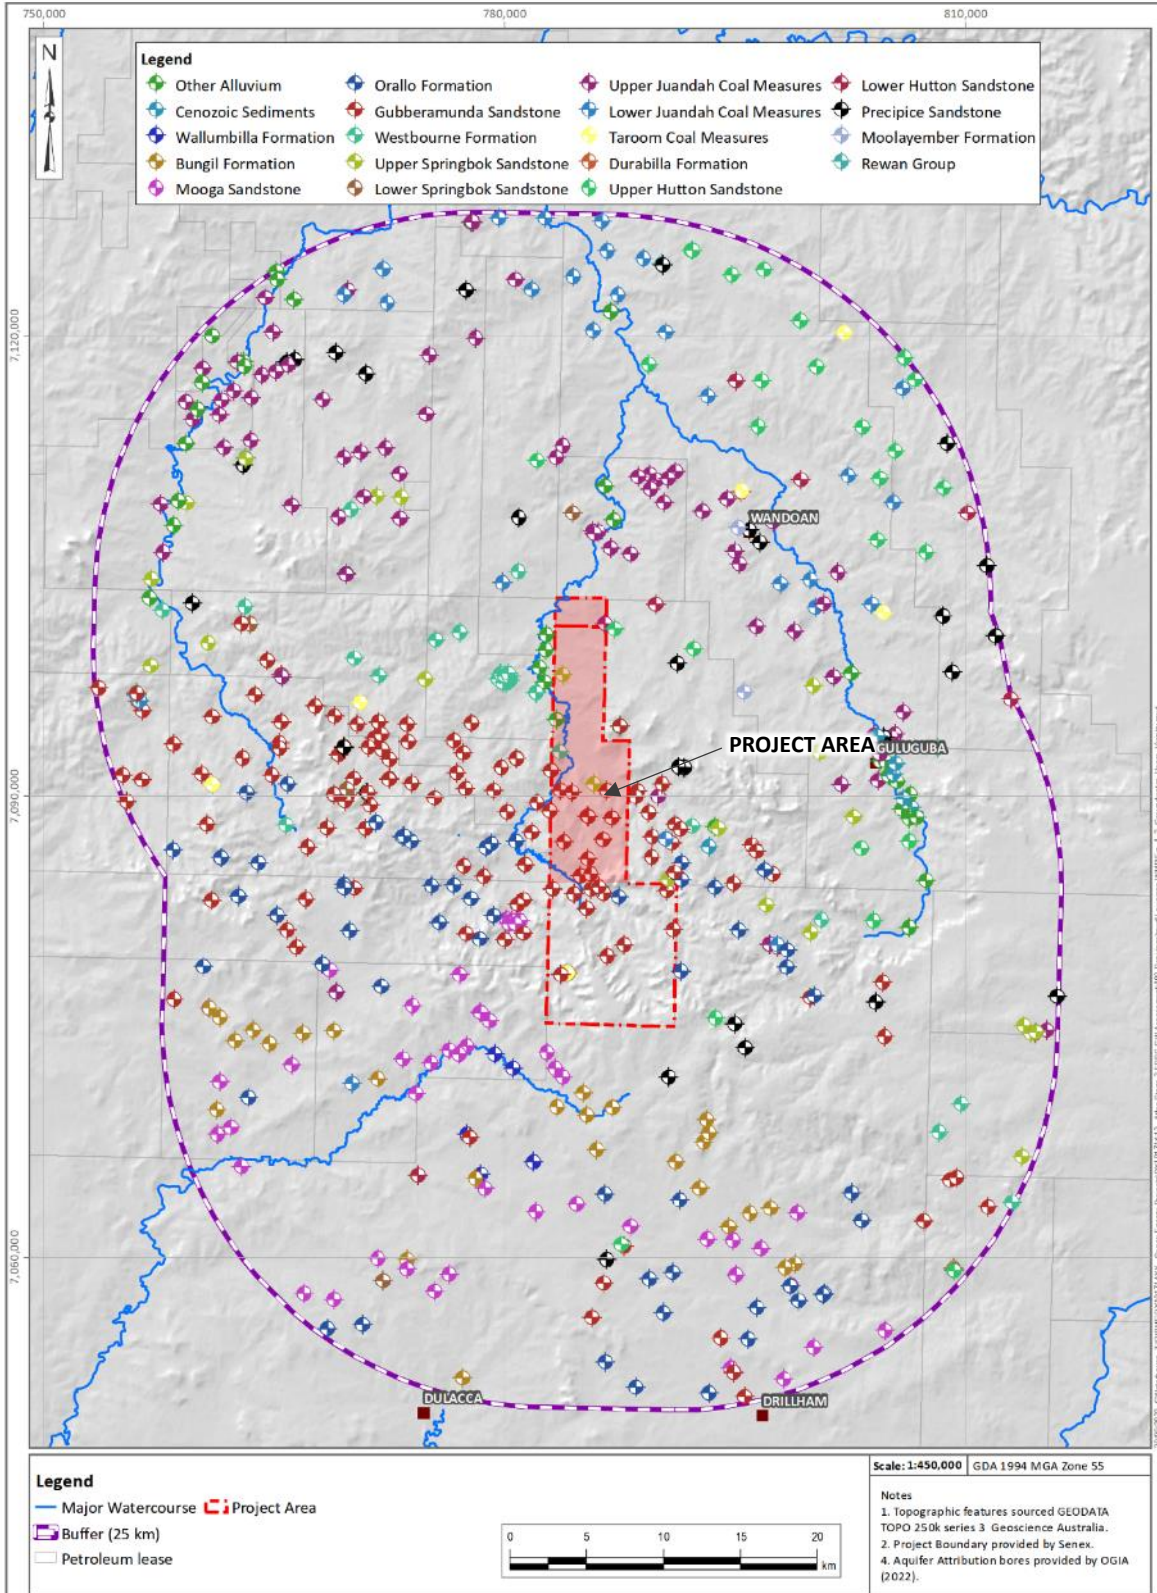 750,000
780,000
810,000
N
Legend
Other Alluvium
Cenozoic Sediments
Wallumbilla Formation
Bungil Formation
Mooga Sandstone
Orallo Formation
Gubberamunda Sandstone
Westbourne Formation
Upper Springbok Sandstone
Lower Springbok Sandstone
Upper Juandah Coal Measures
Lower Juandah Coal Measures
Taroom Coal Measures
Durabilla Formation
Upper Hutton Sandstone
Lower Hutton Sandstone
Precipice Sandstone
Moolayember Formation
Rewan Group
7,120,000
WANDOAN
PROJECT AREA
GULUGUBA
7,090,000
7,060,000
DULACCA
DRILLHAM
Legend
Major Watercourse
Project Area
Buffer (25 km)
Petroleum lease
0 5 10 15 20
km
Scale: 1:450,000
GDA 1994 MGA Zone 55
Notes
1. Topographic features sourced GEODATA
TOPO 250k series 3 Geoscience Australia.
2. Project Boundary provided by Senex.
4. Aquifer Attribution bores provided by OGIA
(2022).